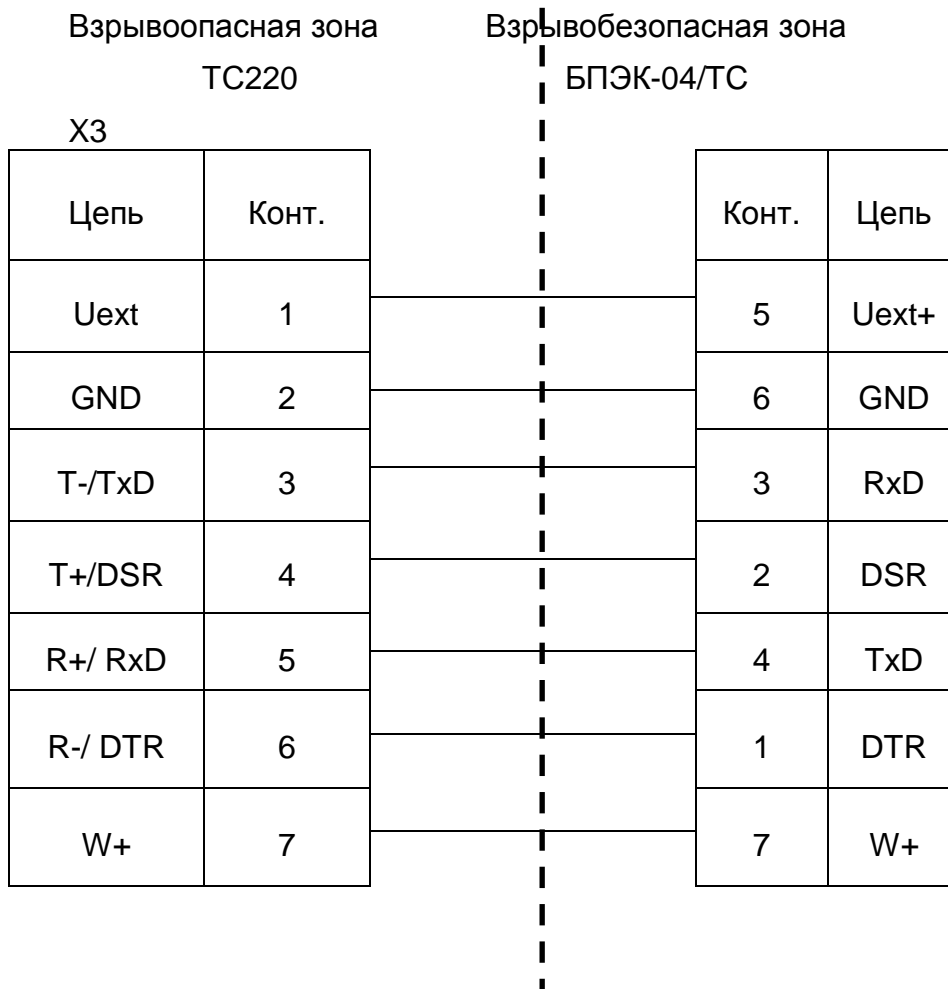 Взрывоопасная зона Взрывобезопасная зона
ТС220 БПЭК-04/ТС
X3
Цепь Конт. Конт. Цепь
Uext 1 5 Uext+
GND 2 6 GND
T-/TxD 3 3 RxD
T+/DSR 4 2 DSR
R+/ RxD 5 4 TxD
R-/ DTR 6 1 DTR
W+ 7 7 W+